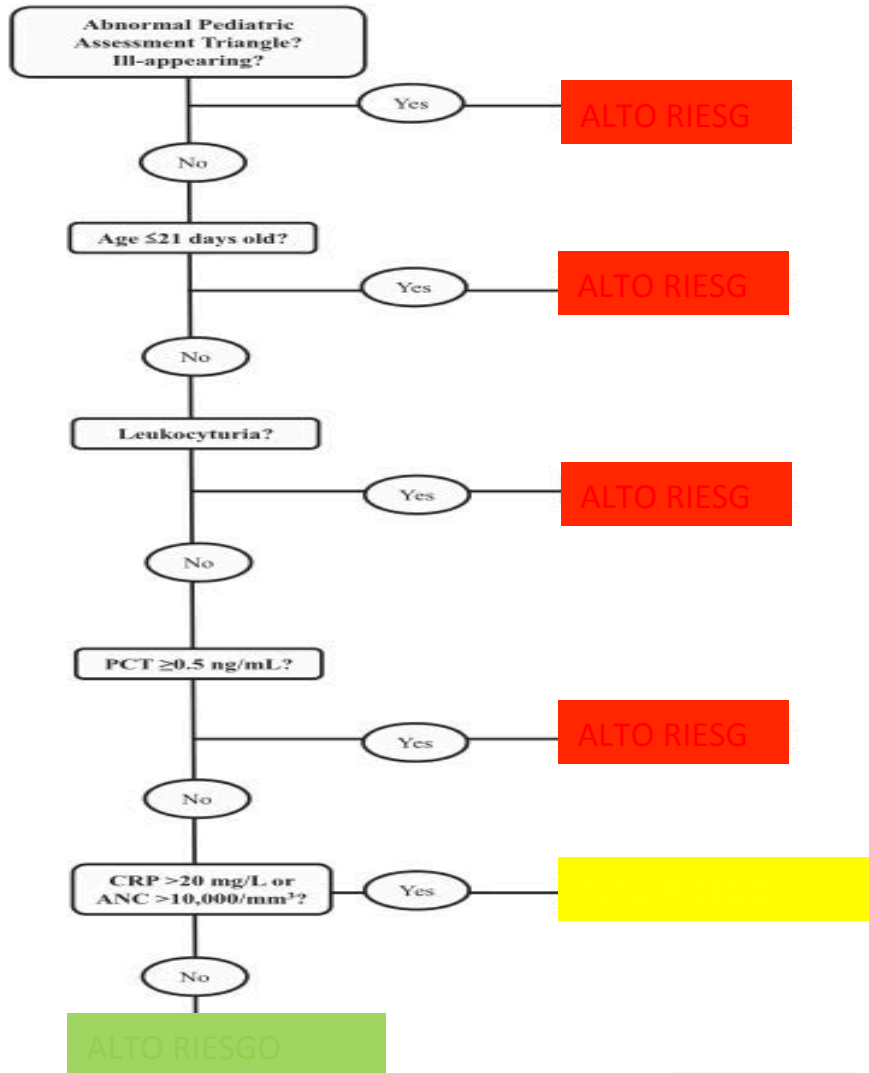 Abnormal Pediatric
Assessment Triangle?
Ill-appearing?
Yes
ALTO RIESG
No
Age ≤21 days old?
Yes
ALTO RIESG
No
Leukocyturia?
Yes
ALTO RIESG
No
PCT ≥0.5 ng/mL?
Yes
ALTO RIESG
No
CRP >20 mg/L or
ANC >10,000/mm³?
Yes
No
ALTO RIESGO